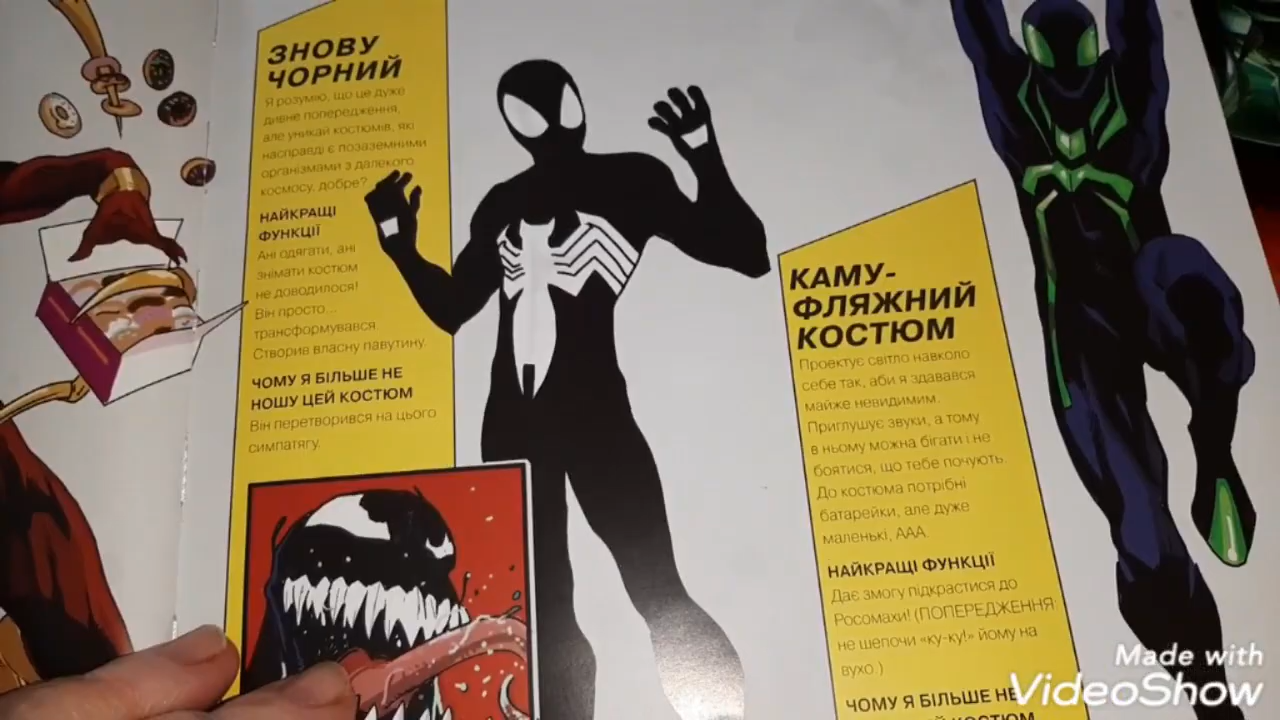 ЗНОВУ
ЧОРНИЙ
Я розумію, що це дуже
дивне попередження,
але уникай костюмів, які
насправді є позаземними
організмами з далекого
космосу, добре?
НАЙКРАЩІ
ФУНКЦІЇ
Ані одягати, ані
знімати костюм
не доводилося!
Він просто...
трансформувався.
Створив власну павутину.
ЧОМУ Я БІЛЬШЕ НЕ
НОШУ ЦЕЙ КОСТЮМ
Він перетворився на цього
симпатягу.
КАМУ-
ФЛЯЖНИЙ
КОСТЮМ
Проектує світло навколо
себе так, аби я здавався
майже невидимим.
Приглушує звуки, а тому
в ньому можна бігати і не
боятися, що тебе почують.
До костюма потрібні
батарейки, але дуже
маленькі, ААА.
НАЙКРАЩІ ФУНКЦІЇ
Дає змогу підкрастися до
Росомахи! (ПОПЕРЕДЖЕННЯ:
не шепочи «ку-ку!» йому на
вухо.)
ЧОМУ Я БІЛЬШЕ НЕ
КОСТЮМ
Made with
VideoShow